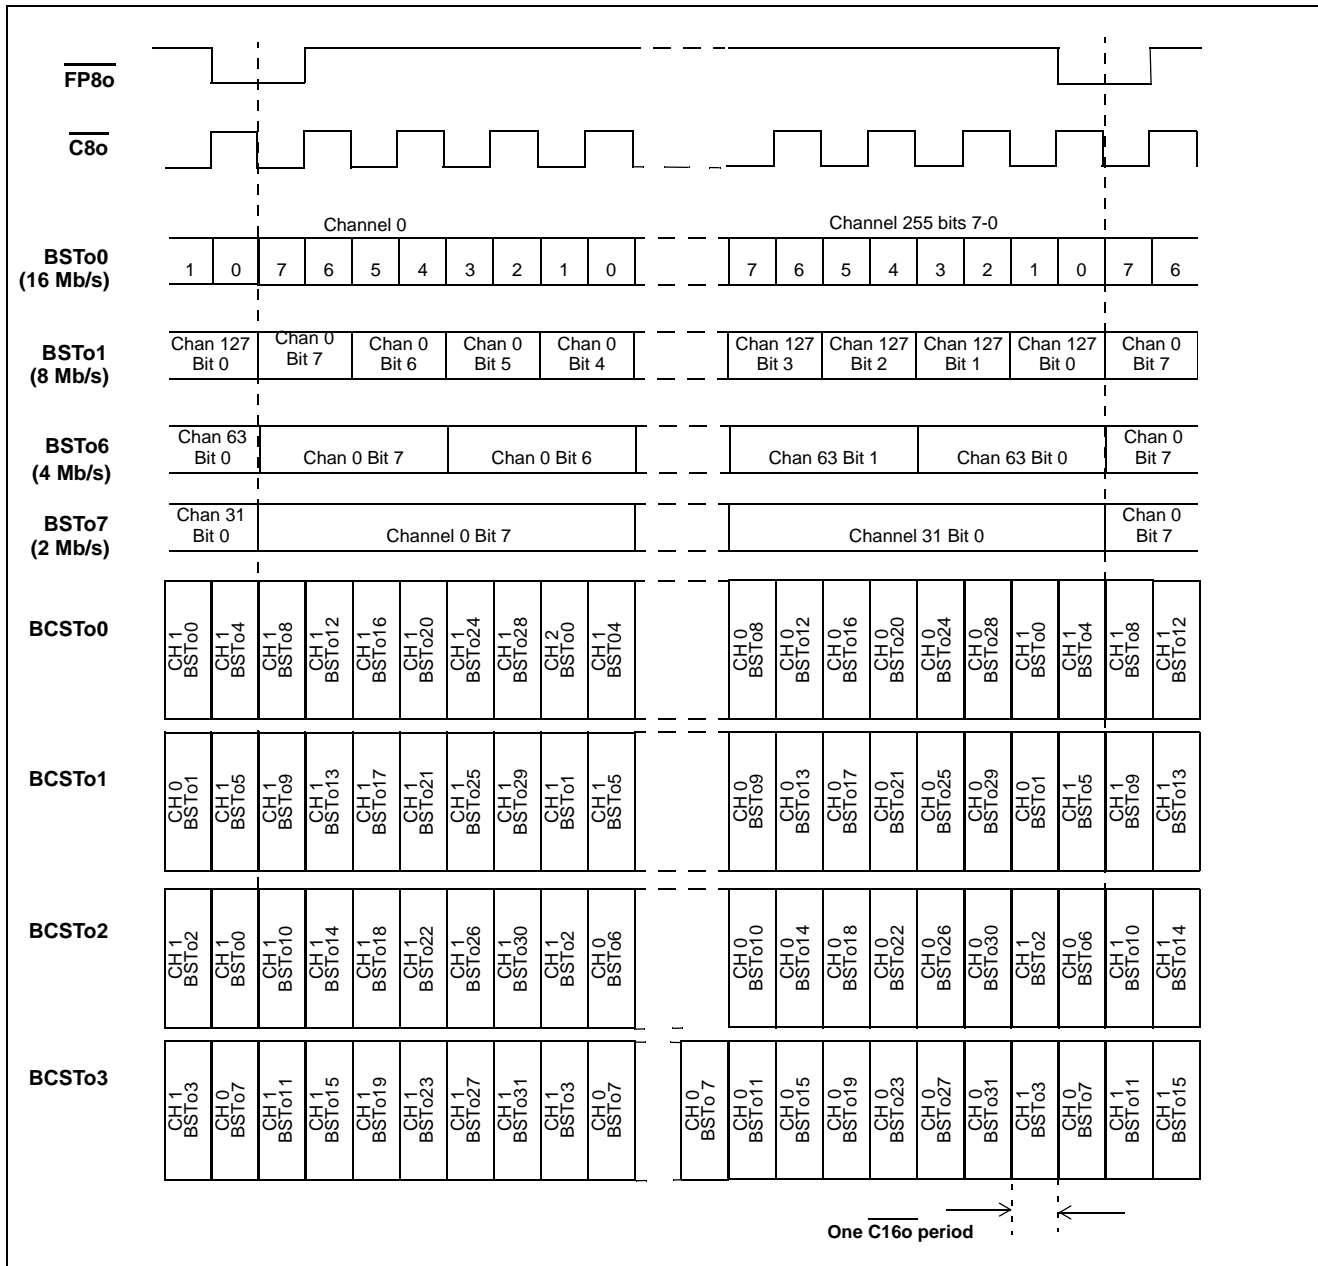 FP8o
C8o
Channel 0
Channel 255 bits 7-0
BSTo0
(16 Mb/s)
1 0 7 6 5 4 3 2 1 0 7 6 5 4 3 2 1 0 7 6
BSTo1
(8 Mb/s)
Chan 127 Chan 0 Chan 0 Chan 0 Chan 0 Chan 127 Chan 127 Chan 127 Chan 127 Chan 0
Bit 0 Bit 7 Bit 6 Bit 5 Bit 4 Bit 3 Bit 2 Bit 1 Bit 0 Bit 7
BSTo6
(4 Mb/s)
Chan 63
Bit 0
Chan 0 Bit 7
Chan 0 Bit 6
Chan 63 Bit 1
Chan 63 Bit 0
Chan 0
Bit 7
BSTo7
(2 Mb/s)
Chan 31
Bit 0
Channel 0 Bit 7
Channel 31 Bit 0
Chan 0
Bit 7
BCSTo0
CH 1
BSTo0
CH 1
BSTo4
CH 1
BSTo8
CH 1
BSTo12
CH 1
BSTo16
CH 1
BSTo20
CH 1
BSTo24
CH 1
BSTo28
CH 2
BSTo0
CH 1
BSTo4
CH 0
BSTo8
CH 0
BSTo12
CH 0
BSTo16
CH 0
BSTo20
CH 0
BSTo24
CH 0
BSTo28
CH 1
BSTo0
CH 1
BSTo4
CH 1
BSTo8
CH 1
BSTo12
BCSTo1
CH 0
BSTo1
CH 1
BSTo5
CH 1
BSTo9
CH 1
BSTo13
CH 1
BSTo17
CH 1
BSTo21
CH 1
BSTo25
CH 1
BSTo29
CH 1
BSTo1
CH 1
BSTo5
CH 0
BSTo9
CH 0
BSTo13
CH 0
BSTo17
CH 0
BSTo21
CH 0
BSTo25
CH 0
BSTo29
CH 0
BSTo1
CH 1
BSTo5
CH 1
BSTo9
CH 1
BSTo13
BCSTo2
CH 1
BSTo2
CH 1
BSTo0
CH 1
BSTo10
CH 1
BSTo14
CH 1
BSTo18
CH 1
BSTo22
CH 1
BSTo26
CH 1
BSTo30
CH 1
BSTo2
CH 0
BSTo6
CH 0
BSTo10
CH 0
BSTo14
CH 0
BSTo18
CH 0
BSTo22
CH 0
BSTo26
CH 0
BSTo30
CH 1
BSTo2
CH 0
BSTo6
CH 1
BSTo10
CH 1
BSTo14
BCSTo3
CH 1
BSTo3
CH 0
BSTo7
CH 1
BSTo11
CH 1
BSTo15
CH 1
BSTo19
CH 1
BSTo23
CH 1
BSTo27
CH 1
BSTo31
CH 1
BSTo3
CH 0
BSTo7
CH 0
BSTo 7
CH 0
BSTo11
CH 0
BSTo15
CH 0
BSTo19
CH 0
BSTo23
CH 0
BSTo27
CH 0
BSTo31
CH 1
BSTo3
CH 0
BSTo7
CH 1
BSTo11
CH 1
BSTo15
One C16o period